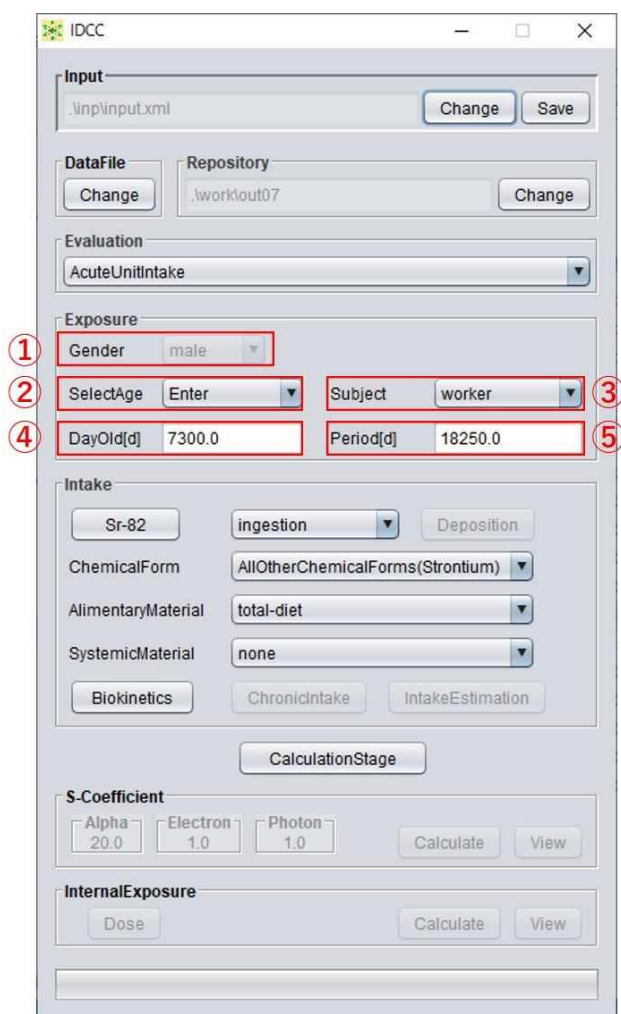 IDCC
Input
.\inp\input.xml Change Save
DataFile Repository
Change .\work\out07 Change
Evaluation
AcuteUnitIntake
Exposure
① Gender male
② SelectAge Enter Subject worker ③
④ DayOld[d] 7300.0 Period[d] 18250.0 ⑤
Intake
Sr-82 ingestion Deposition
ChemicalForm AllOtherChemicalForms(Strontium)
AlimentaryMaterial total-diet
SystemicMaterial none
Biokinetics ChronicIntake IntakeEstimation
CalculationStage
S-Coefficient
Alpha Electron Photon
20.0 1.0 1.0 Calculate View
InternalExposure
Dose Calculate View